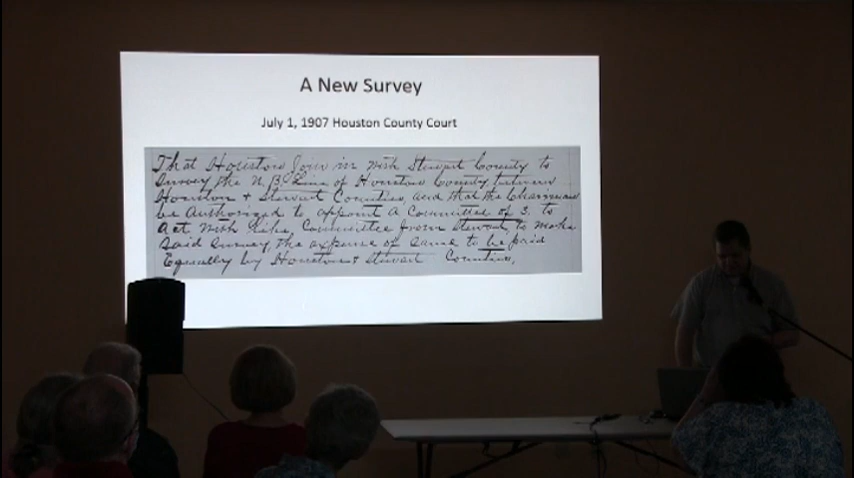 A New Survey
July 1, 1907 Houston County Court
That Houston Join in With Stewart County to
Survey the N. B. Line of Houston County between
Houston & Stewart Counties, and that the Chairman
be Authorized to appoint a Committee of 3. to
Act With like Committee from Stewart, to make
Said Survey, the expense of Same to be paid
Equally by Houston & Stewart Counties,